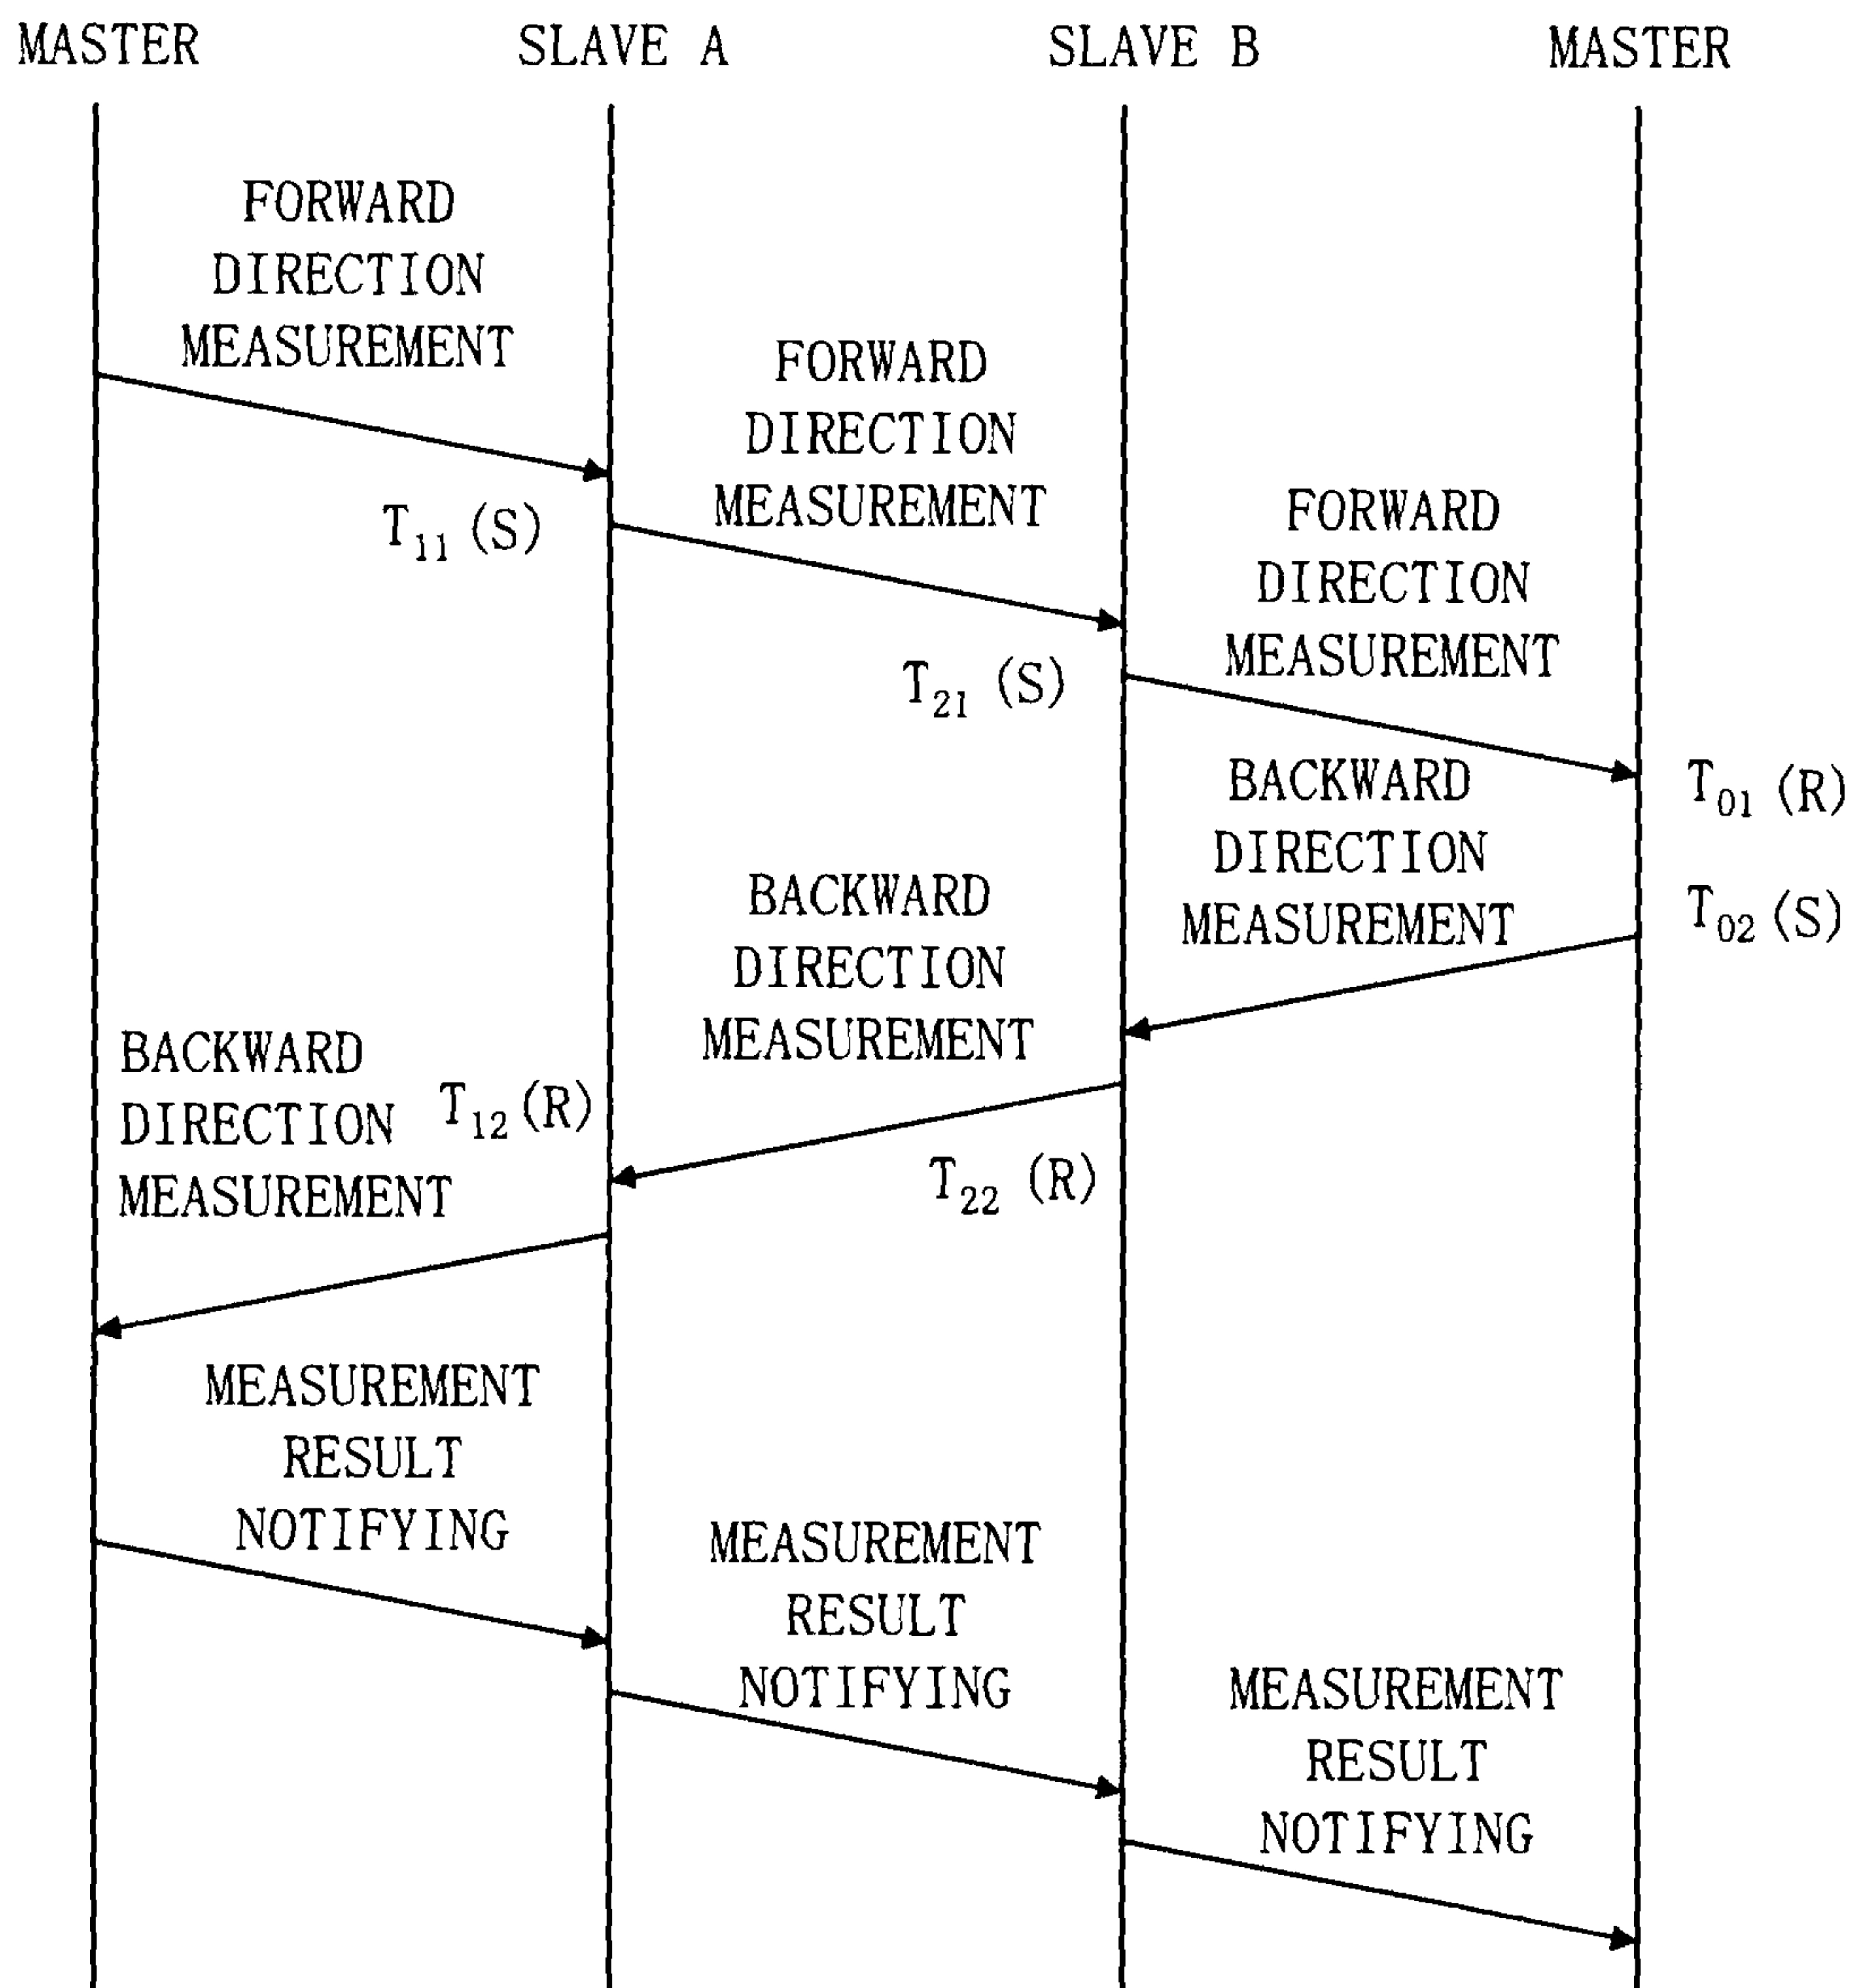 MASTER SLAVE A SLAVE B MASTER
FORWARD
DIRECTION
MEASUREMENT
T11 (S)
FORWARD
DIRECTION
MEASUREMENT
T21 (S)
FORWARD
DIRECTION
MEASUREMENT
T01 (R)
BACKWARD
DIRECTION
MEASUREMENT
T02 (S)
BACKWARD
DIRECTION
MEASUREMENT
T22 (R)
BACKWARD
DIRECTION
MEASUREMENT
T12 (R)
MEASUREMENT
RESULT
NOTIFYING
MEASUREMENT
RESULT
NOTIFYING
MEASUREMENT
RESULT
NOTIFYING